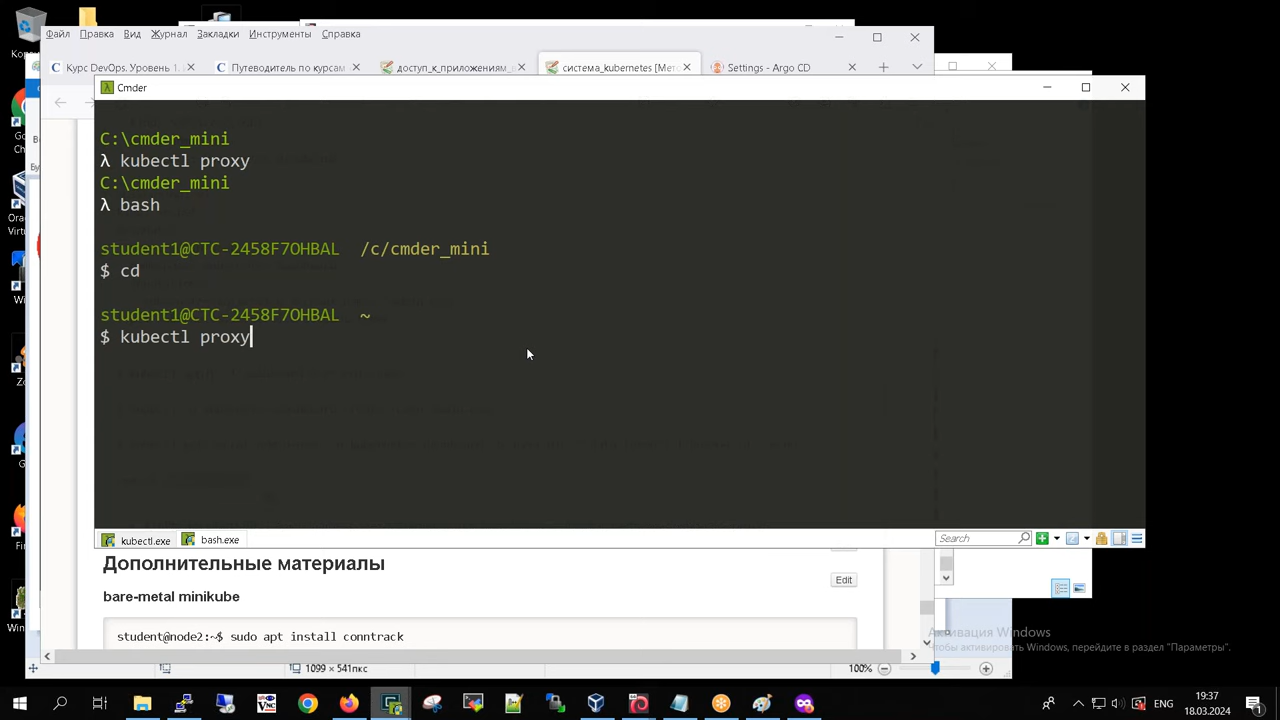 Файл Правка Вид Журнал Закладки Инструменты Справка
Курс DevOps. Уровень 1.
Путеводитель по курсам
доступ_к_приложениям_
система_kubernetes [Мето
Settings - Argo CD
Cmder
C:\cmder_mini
λ kubectl proxy
C:\cmder_mini
λ bash
student1@CTC-2458F7OHBAL /c/cmder_mini
$ cd
student1@CTC-2458F7OHBAL ~
$ kubectl proxy
kubectl.exe
bash.exe
Search
Дополнительные материалы
Edit
bare-metal minikube
student@node2:~$ sudo apt install conntrack
Активация Windows
Чтобы активировать Windows, перейдите в раздел "Параметры".
1099 × 541пкс
100%
ENG
19:37
18.03.2024